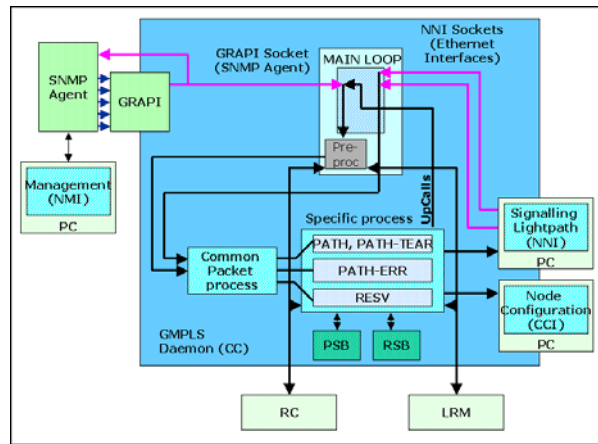 GRAPI Socket
(SNMP Agent)
NNI Sockets
(Ethernet
Interfaces)
MAIN LOOP
SNMP
Agent
GRAPI
Pre-
proc
Management
(NMI)
PC
UpCalls
Specific process
PATH, PATH-TEAR
PATH-ERR
RESV
Common
Packet
process
Signalling
Lightpath
(NNI)
PC
Node
Configuration
(CCI)
PC
GMPLS
Daemon (CC)
PSB
RSB
RC
LRM